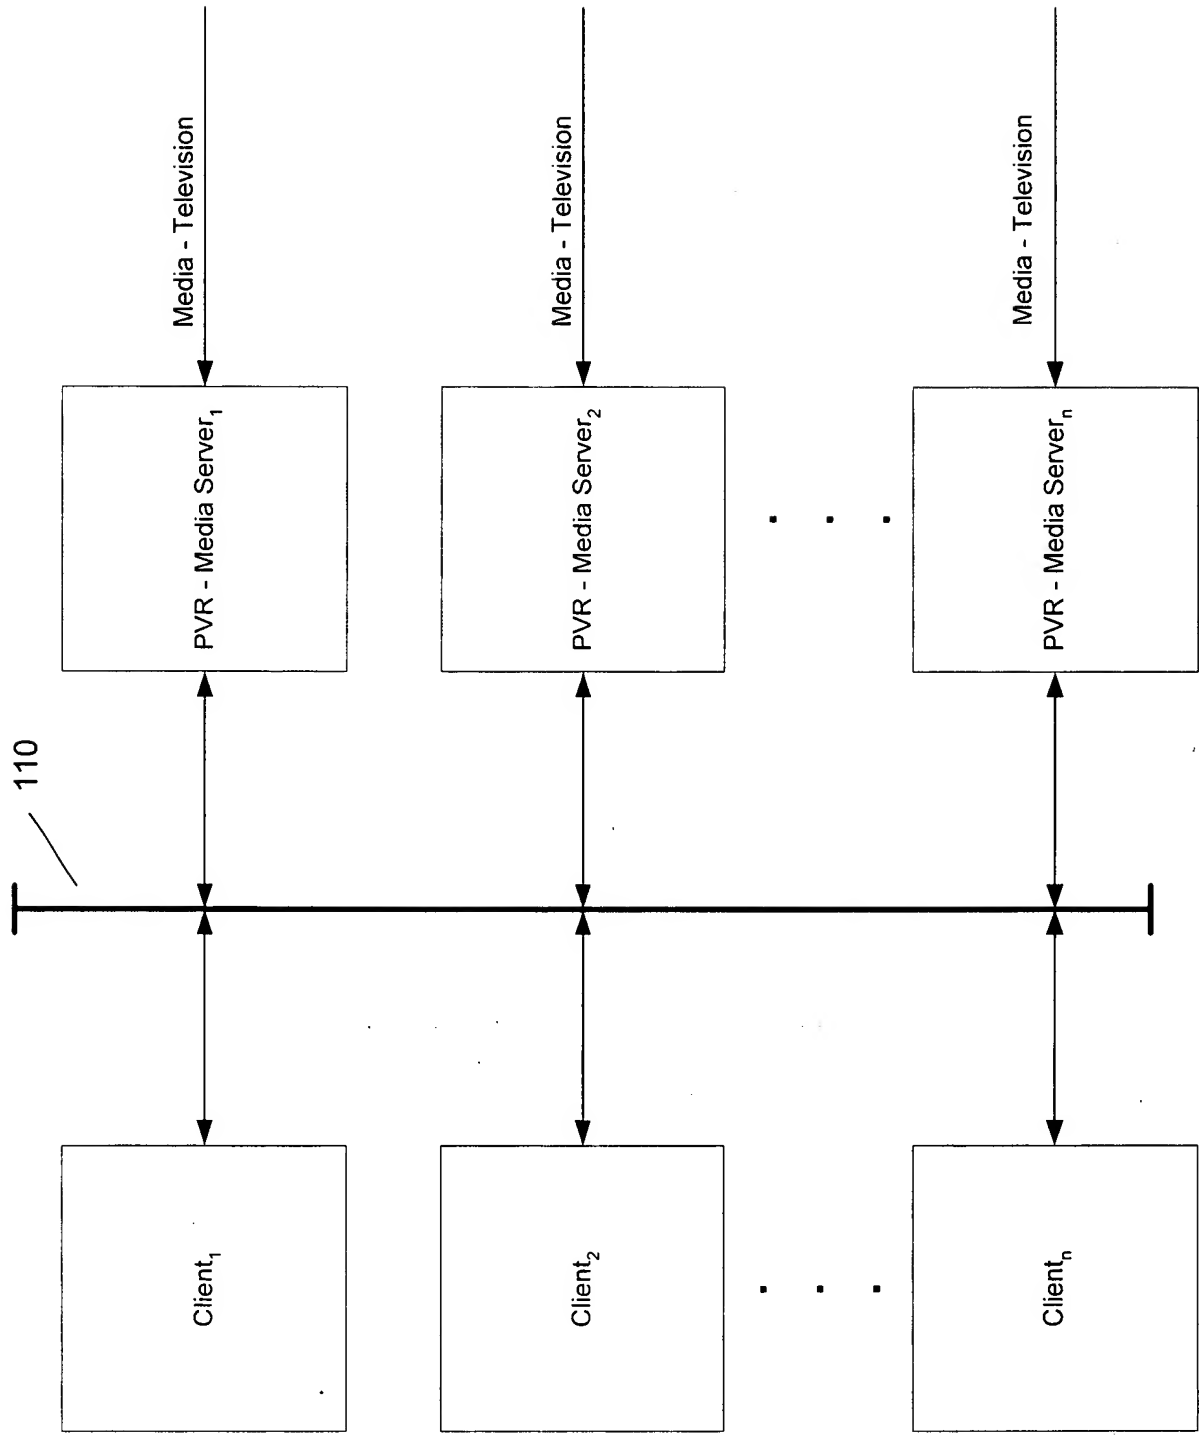 110
Client₁
PVR - Media Server₁
Media - Television
Client₂
PVR - Media Server₂
Media - Television
Clientₙ
PVR - Media Serverₙ
Media - Television